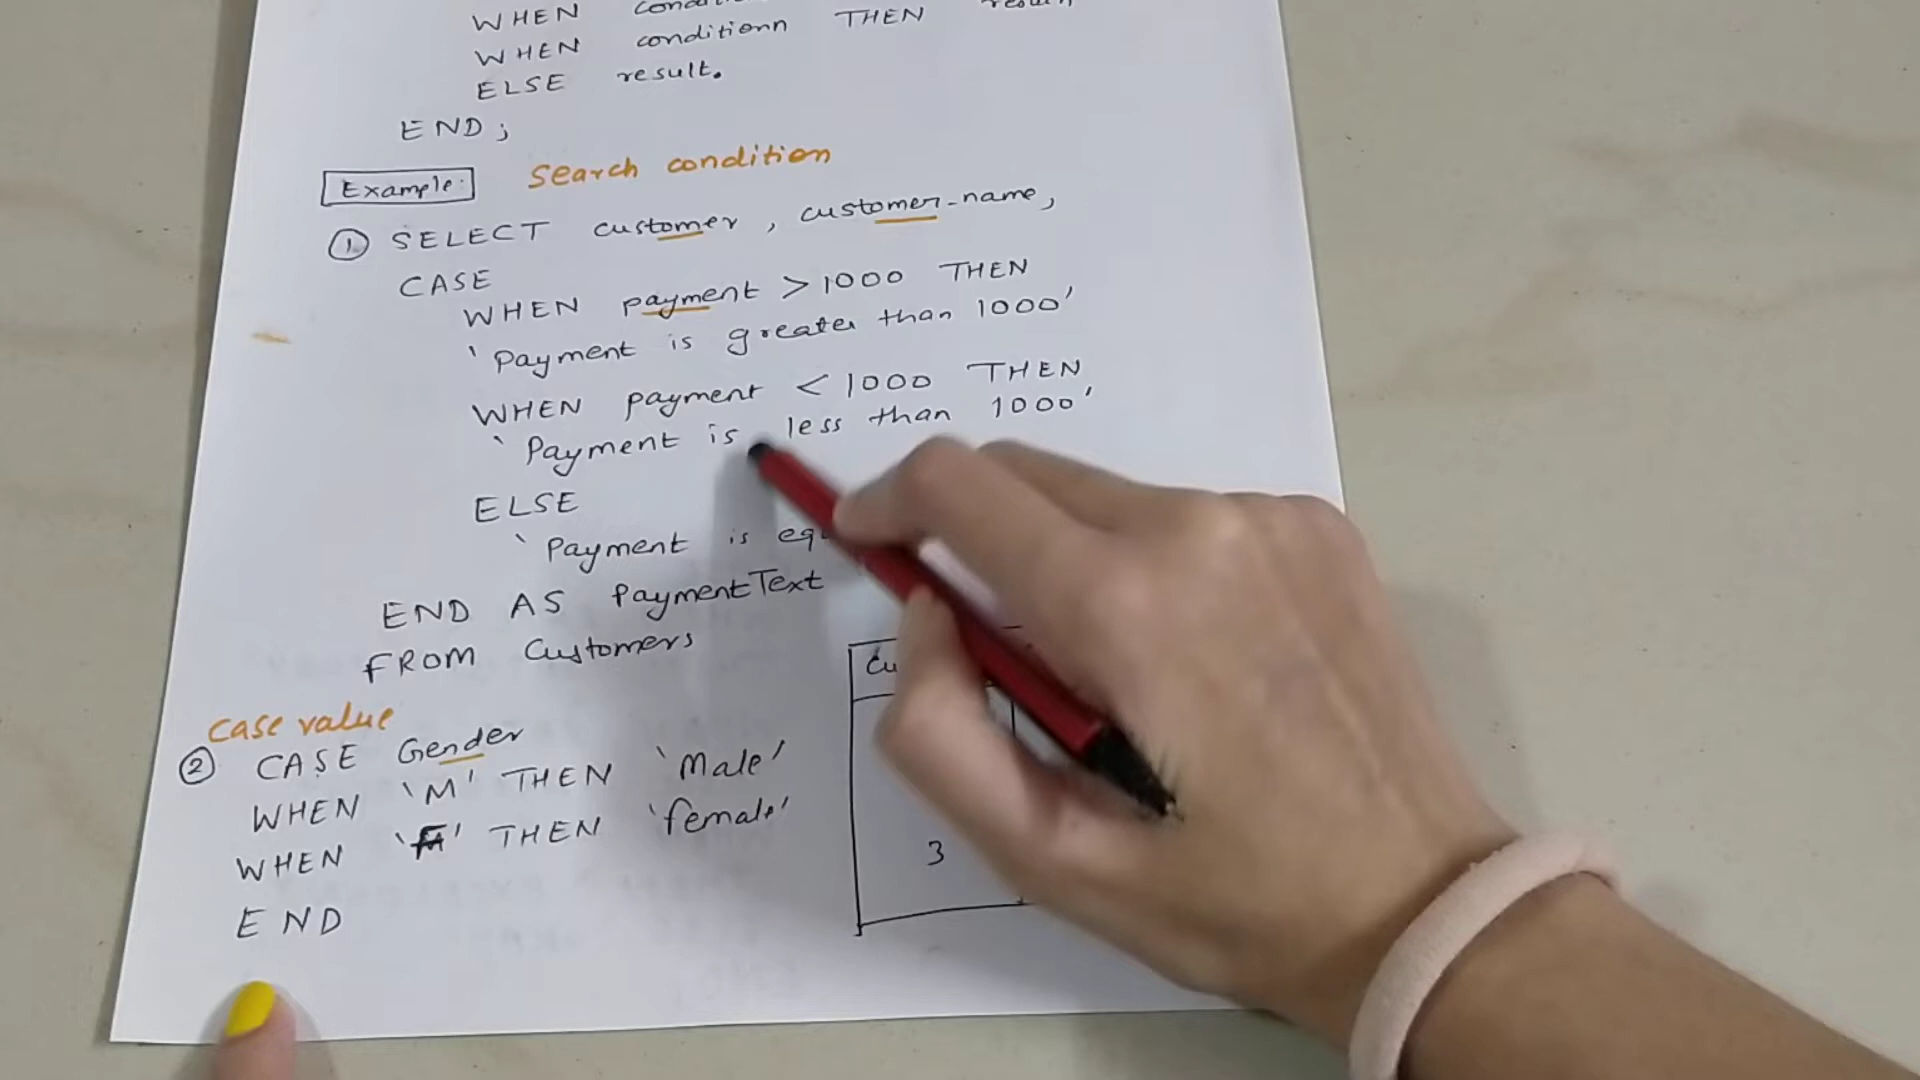 WHEN
WHEN conditionn THEN
ELSE result.
END;
Example: Search condition
① SELECT customer, customer_name,
CASE
WHEN payment > 1000 THEN
'Payment is greater than 1000'
WHEN payment < 1000 THEN
'Payment is less than 1000'
ELSE
'Payment is
END AS PaymentText
FROM Customers
Case value
② CASE Gender
WHEN 'M' THEN 'Male'
WHEN 'F' THEN 'female'
END
3